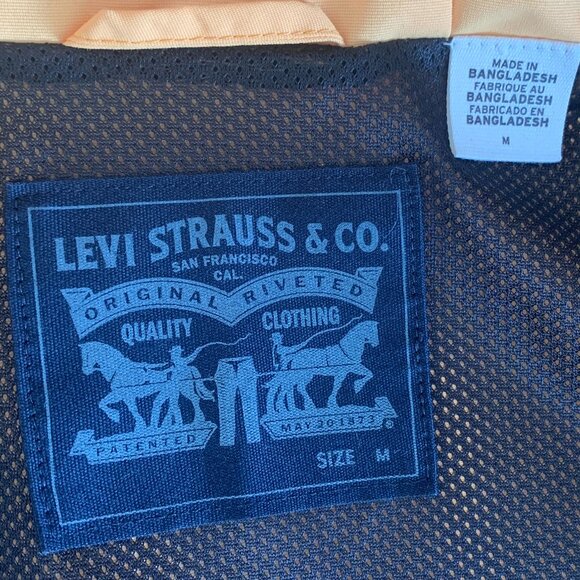 MADE IN
BANGLADESH
FABRIQUE AU
BANGLADESH
FABRICADO EN
BANGLADESH
M
LEVI STRAUSS & CO.
SAN FRANCISCO
CAL.
ORIGINAL RIVETED
QUALITY CLOTHING
PATENTED MAY 20 1873 ®
SIZE M